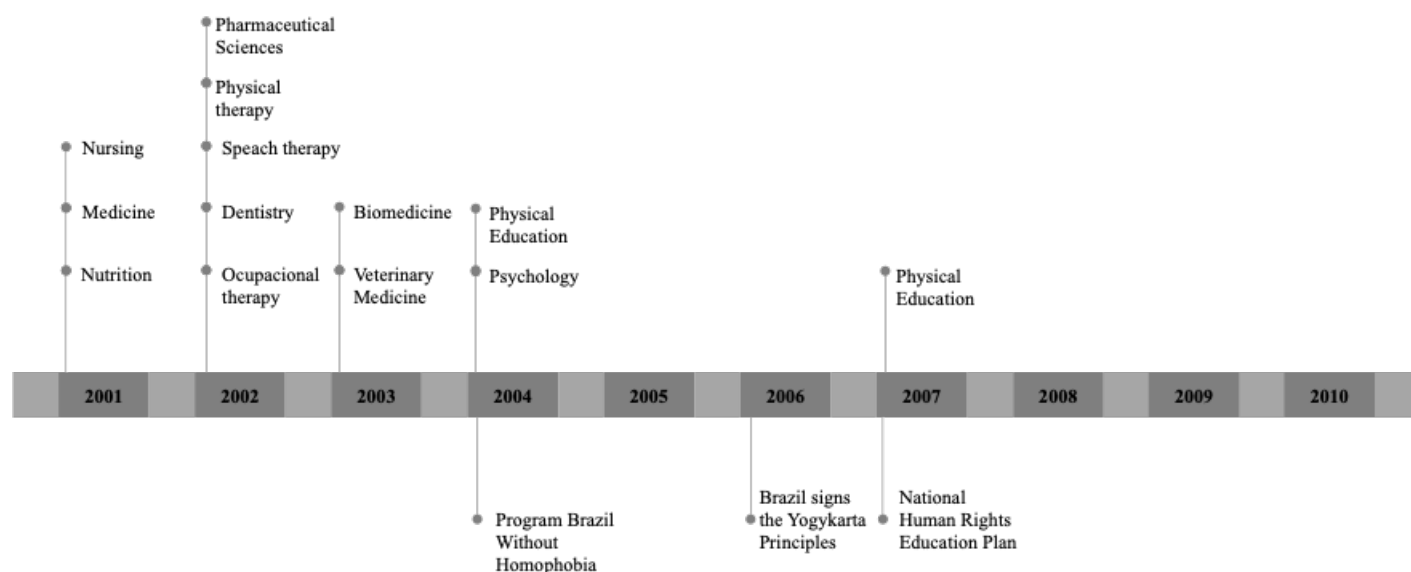 Pharmaceutical
Sciences
Physical
therapy
Nursing
Speach therapy
Medicine
Dentistry
Biomedicine
Physical
Education
Nutrition
Ocupacional
therapy
Veterinary
Medicine
Psychology
Physical
Education
2001
2002
2003
2004
2005
2006
2007
2008
2009
2010
Program Brazil
Without
Homophobia
Brazil signs
the Yogykarta
Principles
National
Human Rights
Education Plan